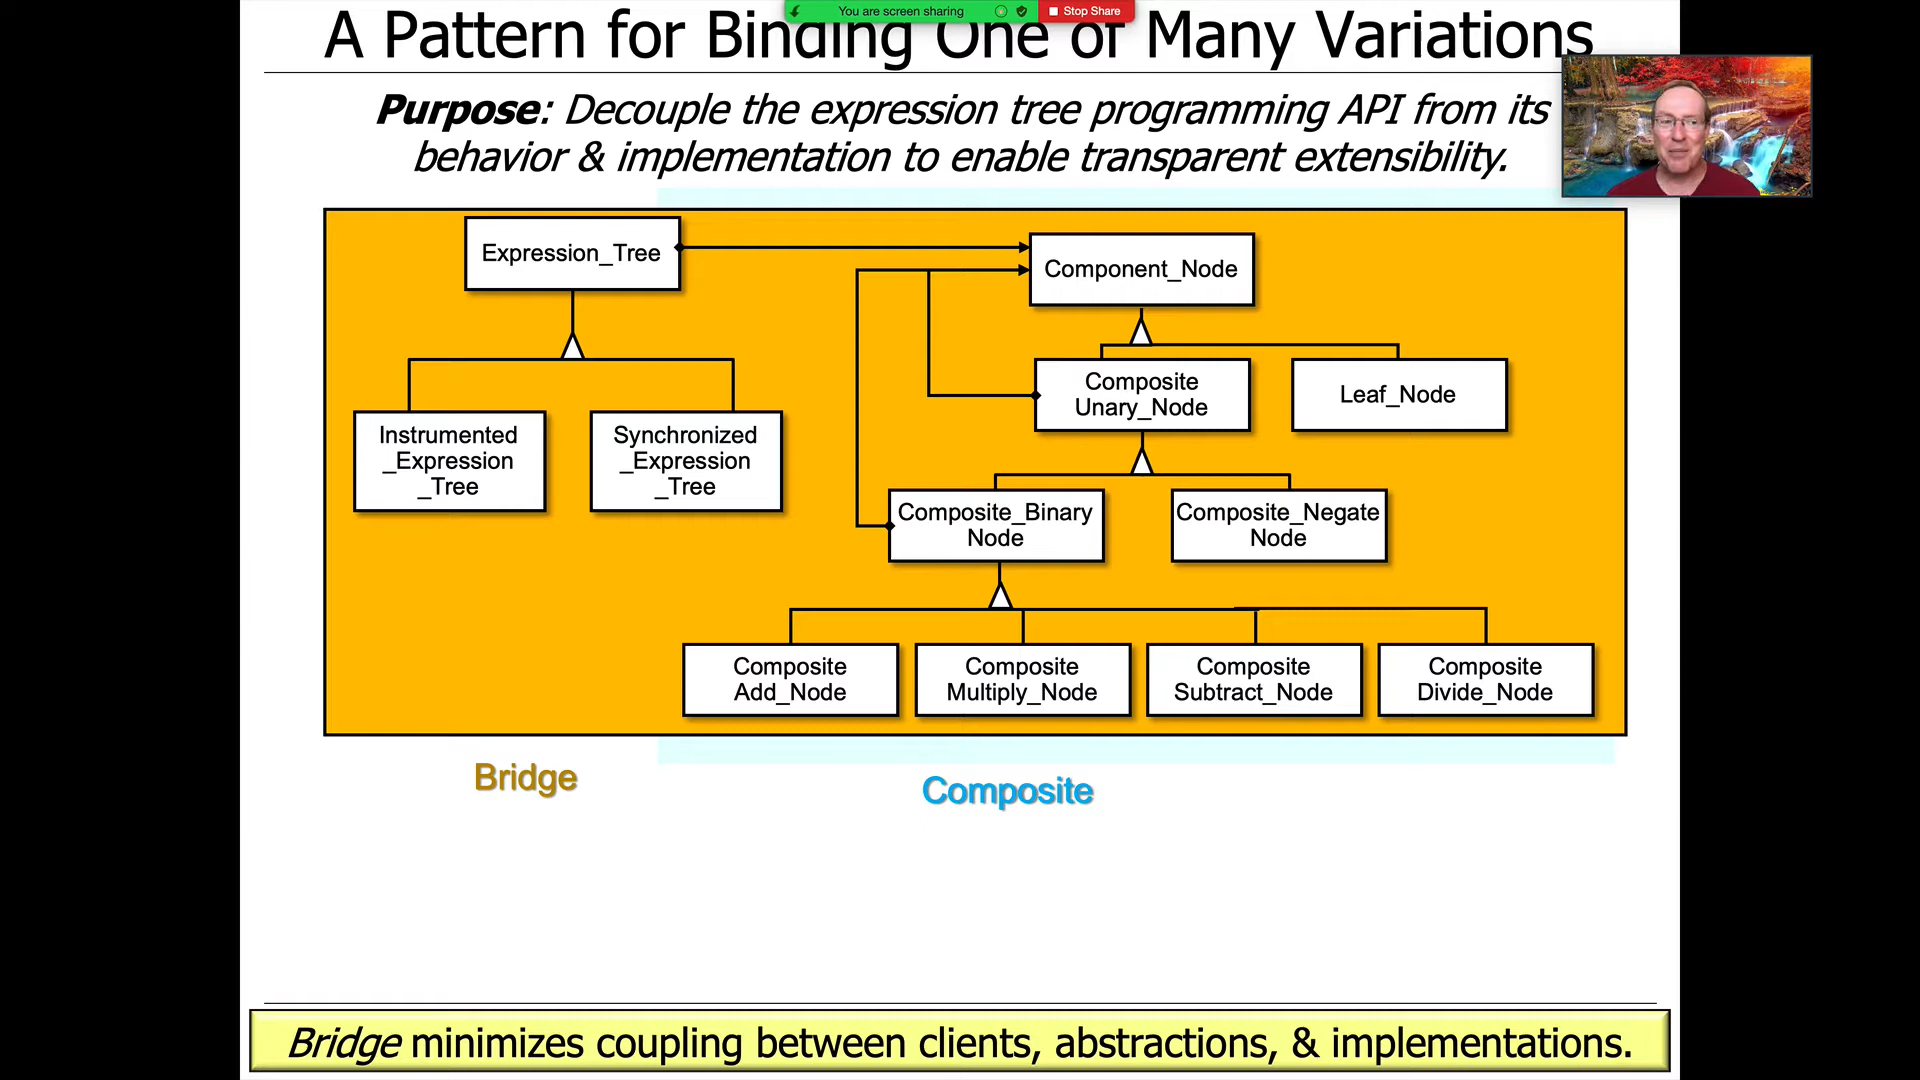 You are screen sharing
Stop Share
A Pattern for Binding One of Many Variations
Purpose: Decouple the expression tree programming API from its
behavior & implementation to enable transparent extensibility.
Expression_Tree
Component_Node
Composite
Unary_Node
Leaf_Node
Instrumented
_Expression
_Tree
Synchronized
_Expression
_Tree
Composite_Binary
Node
Composite_Negate
Node
Composite
Add_Node
Composite
Multiply_Node
Composite
Subtract_Node
Composite
Divide_Node
Bridge
Composite
Bridge minimizes coupling between clients, abstractions, & implementations.